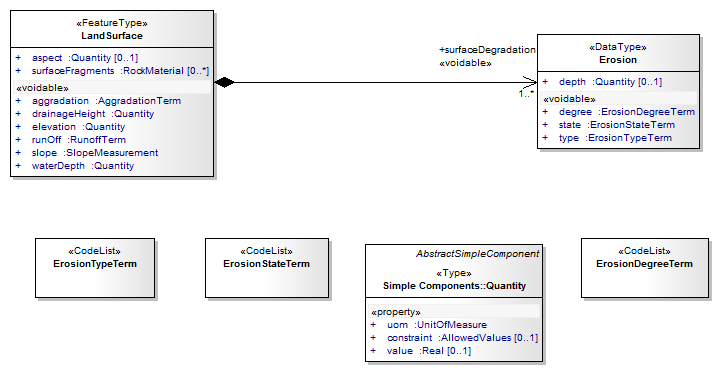 «FeatureType»
LandSurface
+ aspect :Quantity [0..1]
+ surfaceFragments :RockMaterial [0..*]
«voidable»
+ aggradation :AggradationTerm
+ drainageHeight :Quantity
+ elevation :Quantity
+ runOff :RunoffTerm
+ slope :SlopeMeasurement
+ waterDepth :Quantity
+surfaceDegradation
«voidable»
1..*
«DataType»
Erosion
+ depth :Quantity [0..1]
«voidable»
+ degree :ErosionDegreeTerm
+ state :ErosionStateTerm
+ type :ErosionTypeTerm
«CodeList»
ErosionTypeTerm
«CodeList»
ErosionStateTerm
AbstractSimpleComponent
«Type»
Simple Components::Quantity
«property»
+ uom :UnitOfMeasure
+ constraint :AllowedValues [0..1]
+ value :Real [0..1]
«CodeList»
ErosionDegreeTerm